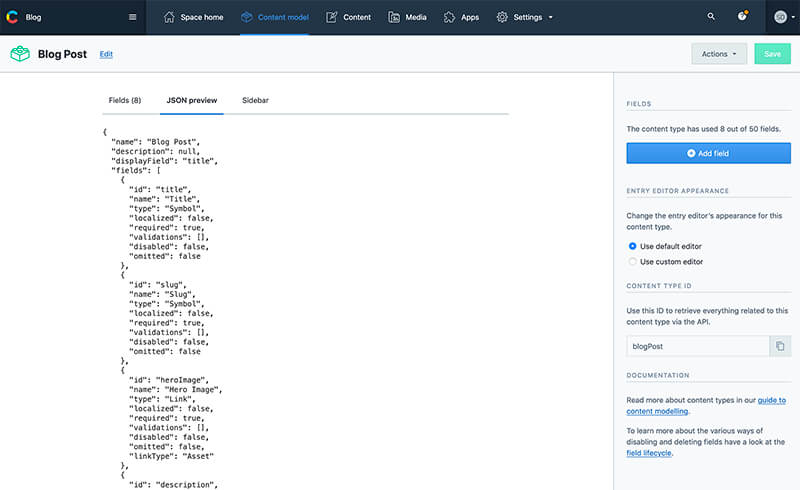 Blog
Space home
Content model
Content
Media
Apps
Settings
SD
Blog Post
Edit
Actions
Save
Fields (8)
JSON preview
Sidebar
{
"name": "Blog Post",
"description": null,
"displayField": "title",
"fields": [
{
"id": "title",
"name": "Title",
"type": "Symbol",
"localized": false,
"required": true,
"validations": [],
"disabled": false,
"omitted": false
},
{
"id": "slug",
"name": "Slug",
"type": "Symbol",
"localized": false,
"required": true,
"validations": [],
"disabled": false,
"omitted": false
},
{
"id": "heroImage",
"name": "Hero Image",
"type": "Link",
"localized": false,
"required": true,
"validations": [],
"disabled": false,
"omitted": false,
"linkType": "Asset"
},
{
"id": "description",
FIELDS
The content type has used 8 out of 50 fields.
Add field
ENTRY EDITOR APPEARANCE
Change the entry editor's appearance for this
content type.
Use default editor
Use custom editor
CONTENT TYPE ID
Use this ID to retrieve everything related to this
content type via the API.
blogPost
DOCUMENTATION
Read more about content types in our guide to
content modelling.
To learn more about the various ways of
disabling and deleting fields have a look at the
field lifecycle.